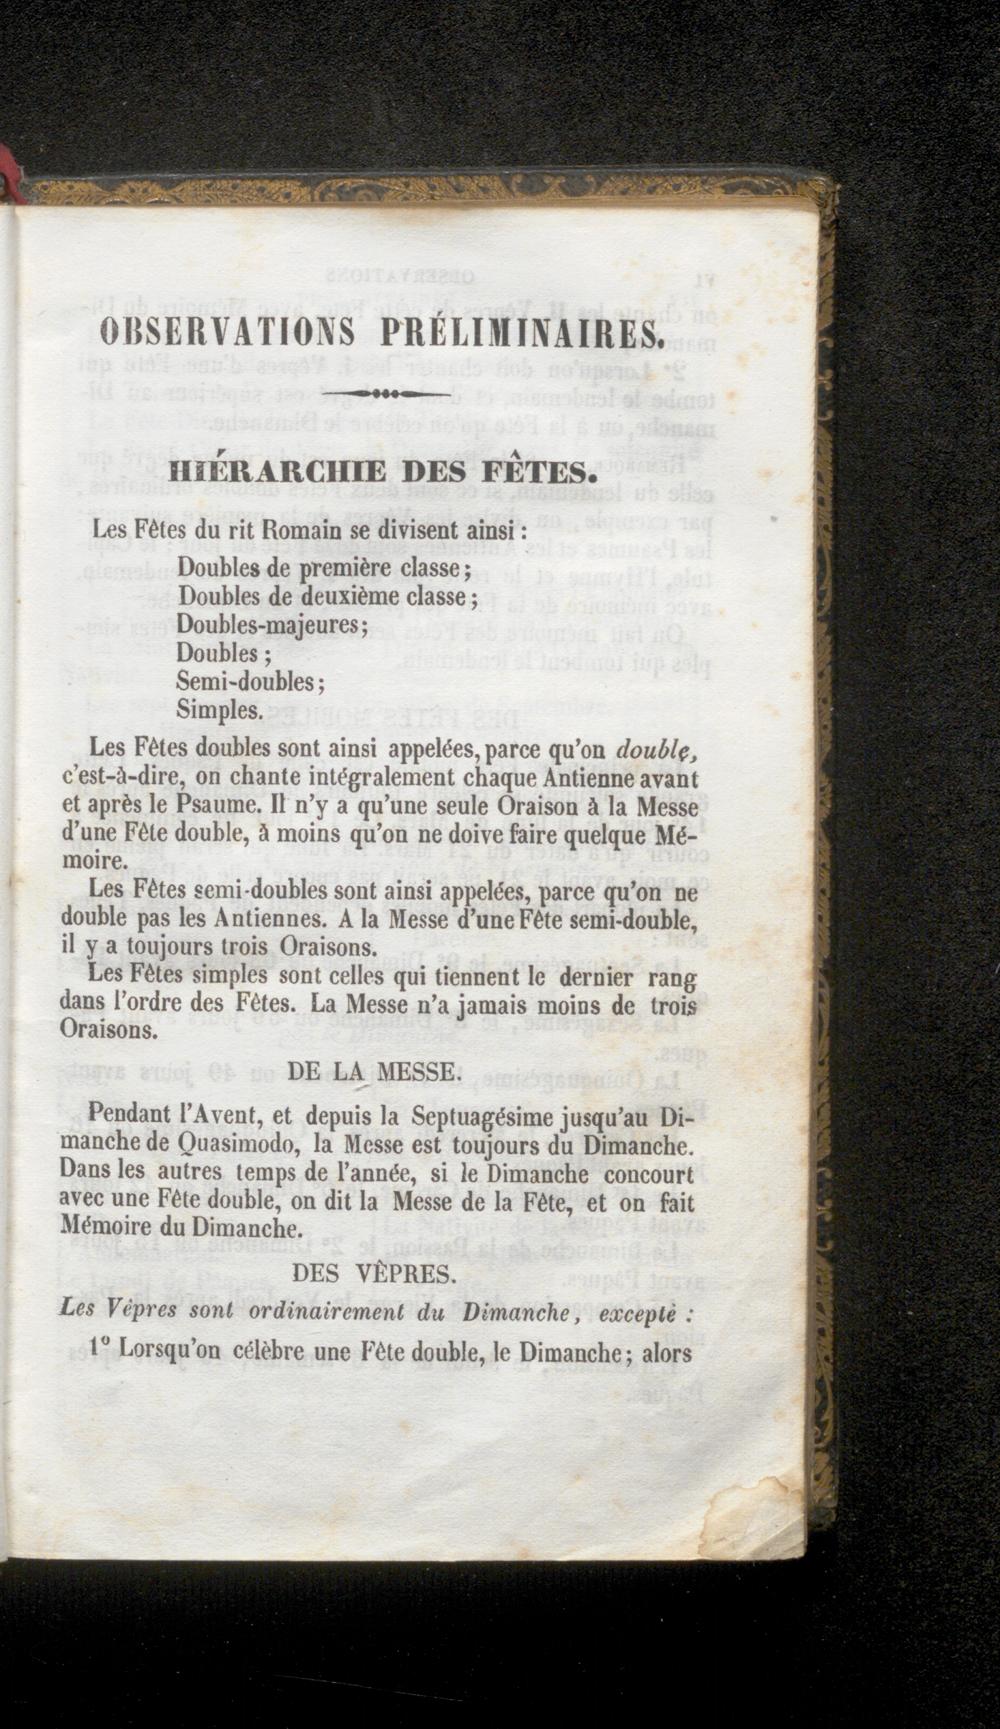 OBSERVATIONS PRÉLIMINAIRES.
HIÉRARCHIE DES FÊTES.
Les Fêtes du rit Romain se divisent ainsi :
Doubles de première classe ;
Doubles de deuxième classe ;
Doubles-majeures ;
Doubles ;
Semi-doubles ;
Simples.
Les Fêtes doubles sont ainsi appelées, parce qu'on double,
c'est-à-dire, on chante intégralement chaque Antienne avant
et après le Psaume. Il n'y a qu'une seule Oraison à la Messe
d'une Fête double, à moins qu'on ne doive faire quelque Mé-
moire.
Les Fêtes semi-doubles sont ainsi appelées, parce qu'on ne
double pas les Antiennes. A la Messe d'une Fête semi-double,
il y a toujours trois Oraisons.
Les Fêtes simples sont celles qui tiennent le dernier rang
dans l'ordre des Fêtes. La Messe n'a jamais moins de trois
Oraisons.
DE LA MESSE.
Pendant l'Avent, et depuis la Septuagésime jusqu'au Di-
manche de Quasimodo, la Messe est toujours du Dimanche.
Dans les autres temps de l'année, si le Dimanche concourt
avec une Fête double, on dit la Messe de la Fête, et on fait
Mémoire du Dimanche.
DES VÊPRES.
Les Vêpres sont ordinairement du Dimanche, excepté :
1° Lorsqu'on célèbre une Fête double, le Dimanche ; alors